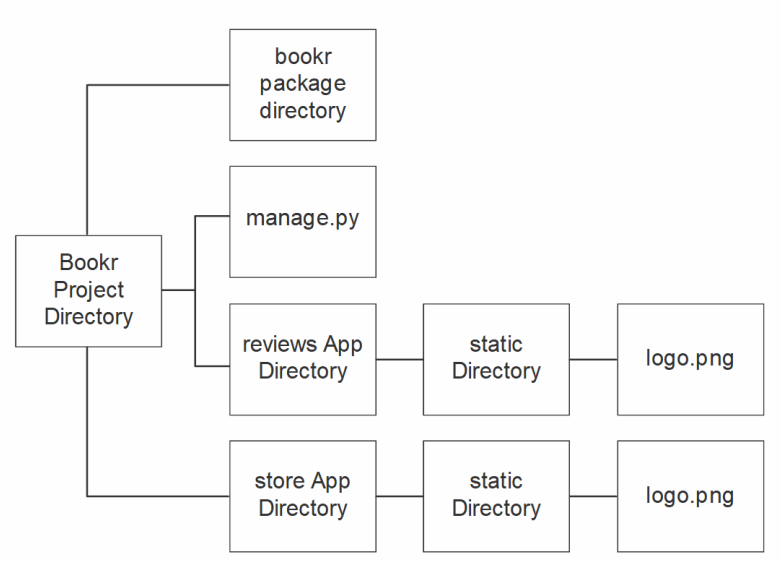 bookr
package
directory
manage.py
Bookr
Project
Directory
reviews App
Directory
static
Directory
logo.png
store App
Directory
static
Directory
logo.png